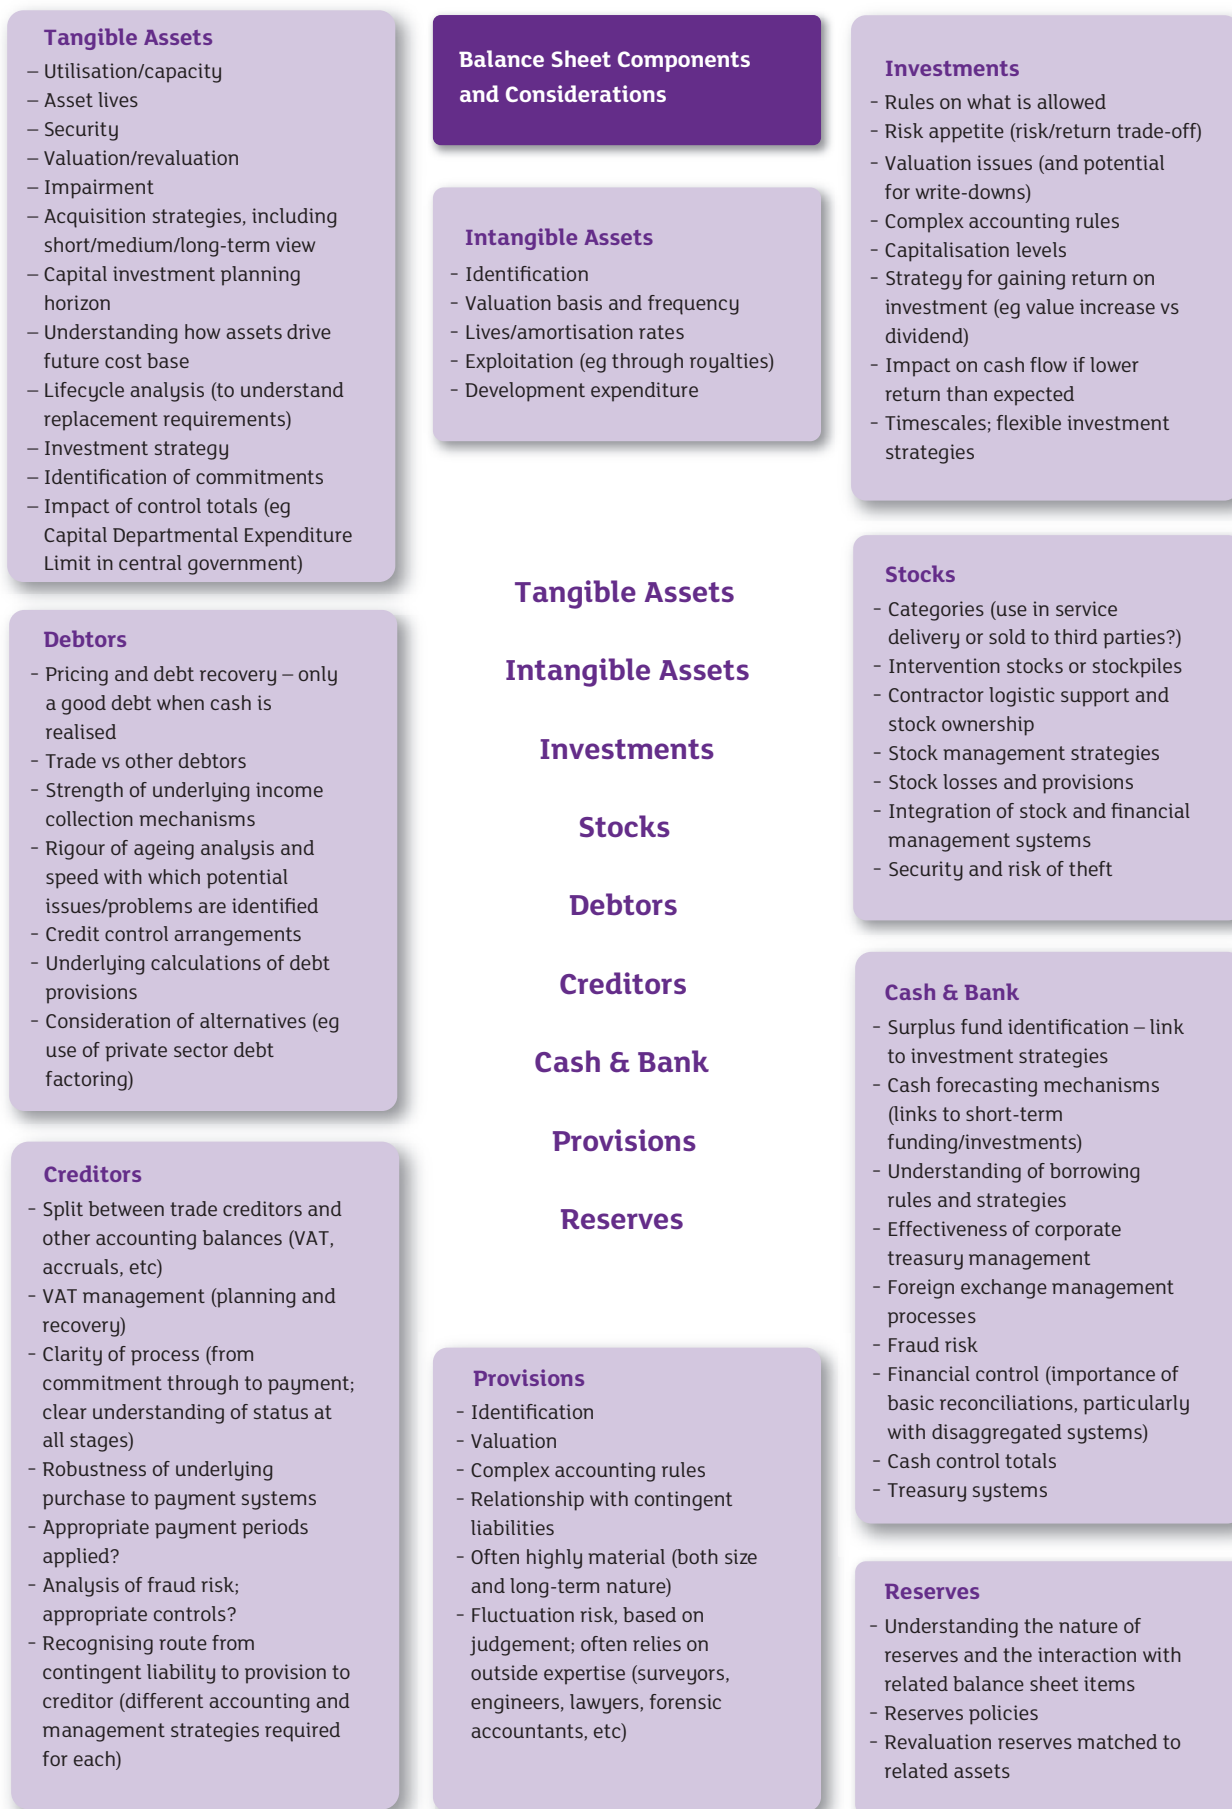 Tangible Assets
– Utilisation/capacity
– Asset lives
– Security
– Valuation/revaluation
– Impairment
– Acquisition strategies, including
short/medium/long-term view
– Capital investment planning
horizon
– Understanding how assets drive
future cost base
– Lifecycle analysis (to understand
replacement requirements)
– Investment strategy
– Identification of commitments
– Impact of control totals (eg
Capital Departmental Expenditure
Limit in central government)
Debtors
- Pricing and debt recovery – only
a good debt when cash is
realised
- Trade vs other debtors
- Strength of underlying income
collection mechanisms
- Rigour of ageing analysis and
speed with which potential
issues/problems are identified
- Credit control arrangements
- Underlying calculations of debt
provisions
- Consideration of alternatives (eg
use of private sector debt
factoring)
Creditors
- Split between trade creditors and
other accounting balances (VAT,
accruals, etc)
- VAT management (planning and
recovery)
- Clarity of process (from
commitment through to payment;
clear understanding of status at
all stages)
- Robustness of underlying
purchase to payment systems
- Appropriate payment periods
applied?
- Analysis of fraud risk;
appropriate controls?
- Recognising route from
contingent liability to provision to
creditor (different accounting and
management strategies required
for each)
Balance Sheet Components
and Considerations
Intangible Assets
- Identification
- Valuation basis and frequency
- Lives/amortisation rates
- Exploitation (eg through royalties)
- Development expenditure
Tangible Assets
Intangible Assets
Investments
Stocks
Debtors
Creditors
Cash & Bank
Provisions
Reserves
Provisions
- Identification
- Valuation
- Complex accounting rules
- Relationship with contingent
liabilities
- Often highly material (both size
and long-term nature)
- Fluctuation risk, based on
judgement; often relies on
outside expertise (surveyors,
engineers, lawyers, forensic
accountants, etc)
Investments
- Rules on what is allowed
- Risk appetite (risk/return trade-off)
- Valuation issues (and potential
for write-downs)
- Complex accounting rules
- Capitalisation levels
- Strategy for gaining return on
investment (eg value increase vs
dividend)
- Impact on cash flow if lower
return than expected
- Timescales; flexible investment
strategies
Stocks
- Categories (use in service
delivery or sold to third parties?)
- Intervention stocks or stockpiles
- Contractor logistic support and
stock ownership
- Stock management strategies
- Stock losses and provisions
- Integration of stock and financial
management systems
- Security and risk of theft
Cash & Bank
- Surplus fund identification – link
to investment strategies
- Cash forecasting mechanisms
(links to short-term
funding/investments)
- Understanding of borrowing
rules and strategies
- Effectiveness of corporate
treasury management
- Foreign exchange management
processes
- Fraud risk
- Financial control (importance of
basic reconciliations, particularly
with disaggregated systems)
- Cash control totals
- Treasury systems
Reserves
- Understanding the nature of
reserves and the interaction with
related balance sheet items
- Reserves policies
- Revaluation reserves matched to
related assets